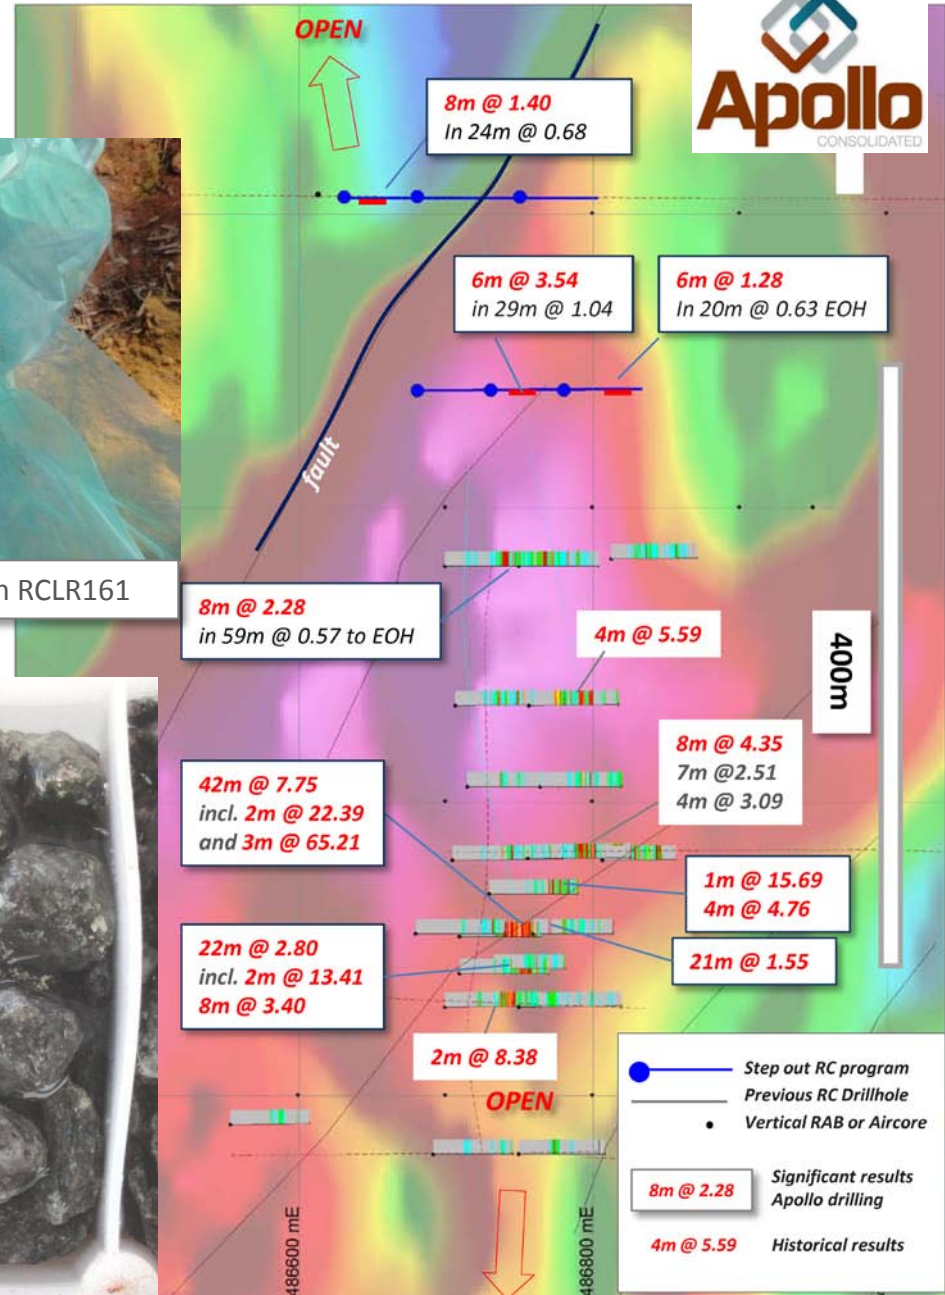 OPEN
Apollo
CONSOLIDATED
8m @ 1.40
In 24m @ 0.68
6m @ 3.54
in 29m @ 1.04
6m @ 1.28
In 20m @ 0.63 EOH
fault
RCLR161
8m @ 2.28
in 59m @ 0.57 to EOH
4m @ 5.59
400m
8m @ 4.35
7m @2.51
4m @ 3.09
42m @ 7.75
incl. 2m @ 22.39
and 3m @ 65.21
1m @ 15.69
4m @ 4.76
22m @ 2.80
incl. 2m @ 13.41
8m @ 3.40
21m @ 1.55
2m @ 8.38
OPEN
486600 mE
486800 mE
Step out RC program
Previous RC Drillhole
Vertical RAB or Aircore
8m @ 2.28
Significant results
Apollo drilling
4m @ 5.59
Historical results